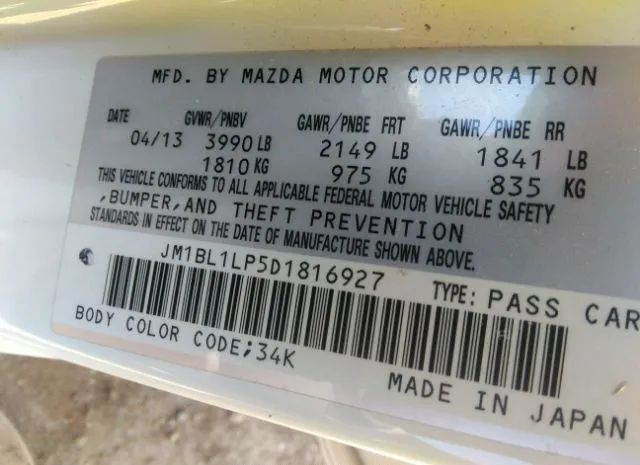 MFD. BY MAZDA MOTOR CORPORATION
DATE GVWR/PNBV GAWR/PNBE FRT GAWR/PNBE RR
04/13 3990 LB 2149 LB 1841 LB
1810 KG 975 KG 835 KG
THIS VEHICLE CONFORMS TO ALL APPLICABLE FEDERAL MOTOR VEHICLE SAFETY
,BUMPER,AND THEFT PREVENTION
STANDARDS IN EFFECT ON THE DATE OF MANUFACTURE SHOWN ABOVE.
JM1BL1LP5D1816927 TYPE: PASS CAR
BODY COLOR CODE;34K
MADE IN JAPAN